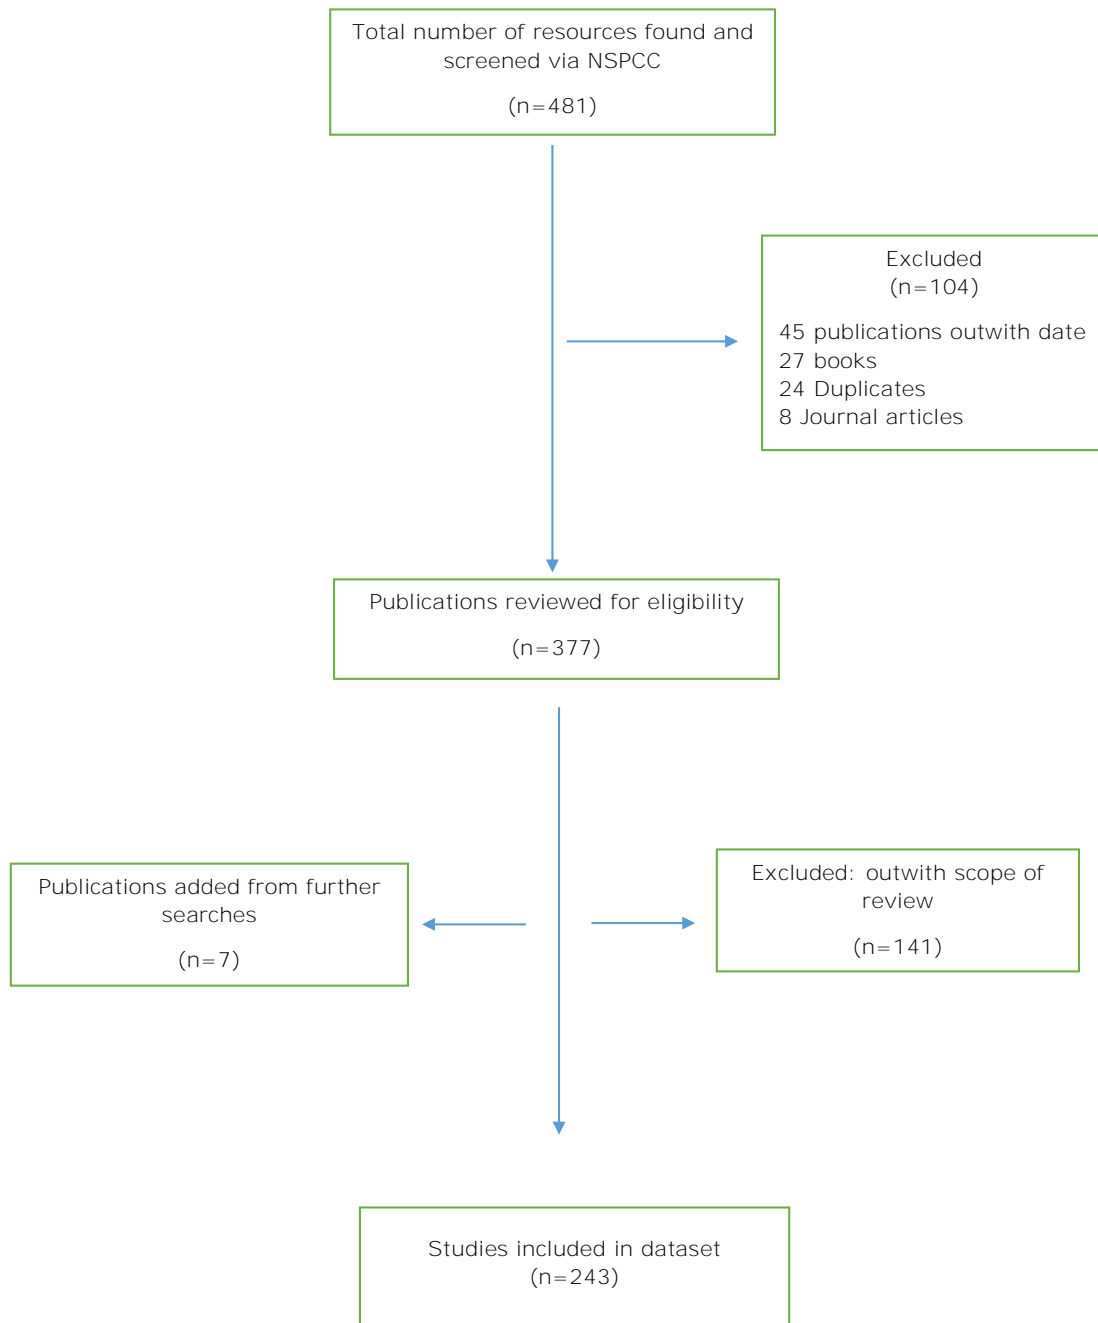 Total number of resources found and
screened via NSPCC
(n=481)
Excluded
(n=104)
45 publications outwith date
27 books
24 Duplicates
8 Journal articles
Publications reviewed for eligibility
(n=377)
Publications added from further
searches
(n=7)
Excluded: outwith scope of
review
(n=141)
Studies included in dataset
(n=243)